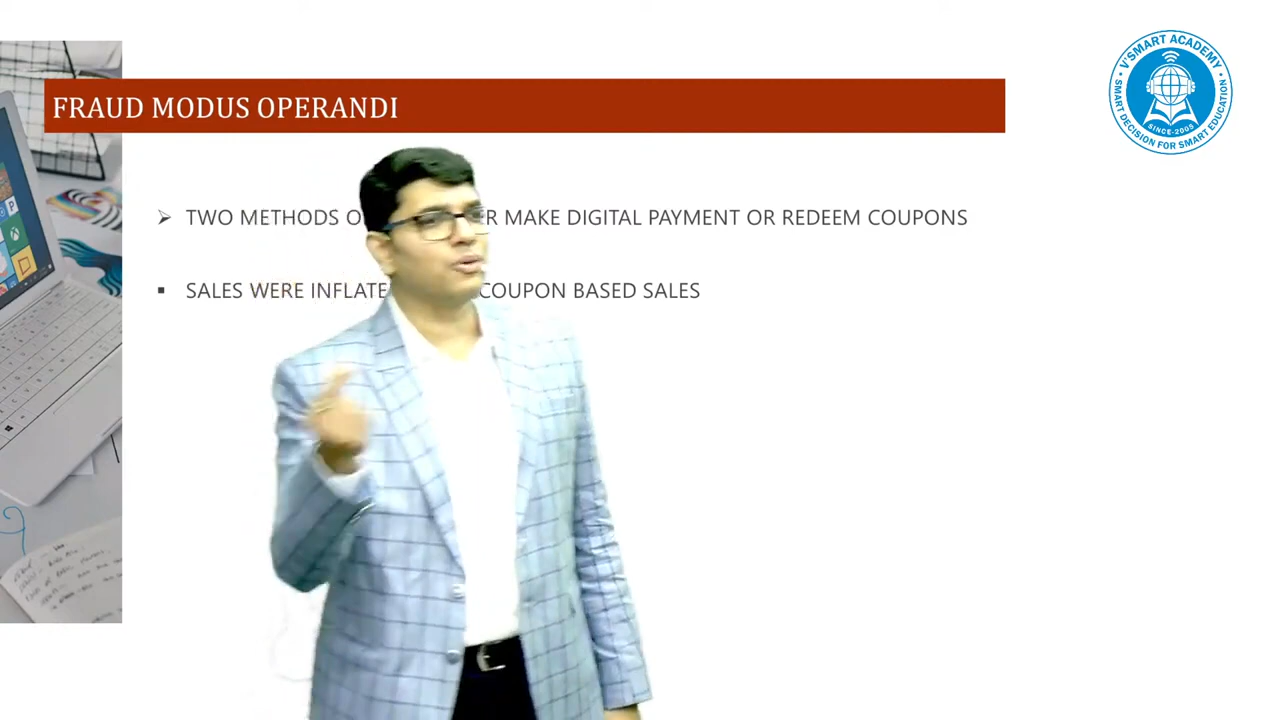 FRAUD MODUS OPERANDI
TWO METHODS MAKE DIGITAL PAYMENT OR REDEEM COUPONS
SALES WERE COUPON BASED SALES
V'SMART ACADEMY
SINCE-2005
SMART DECISION FOR SMART EDUCATION